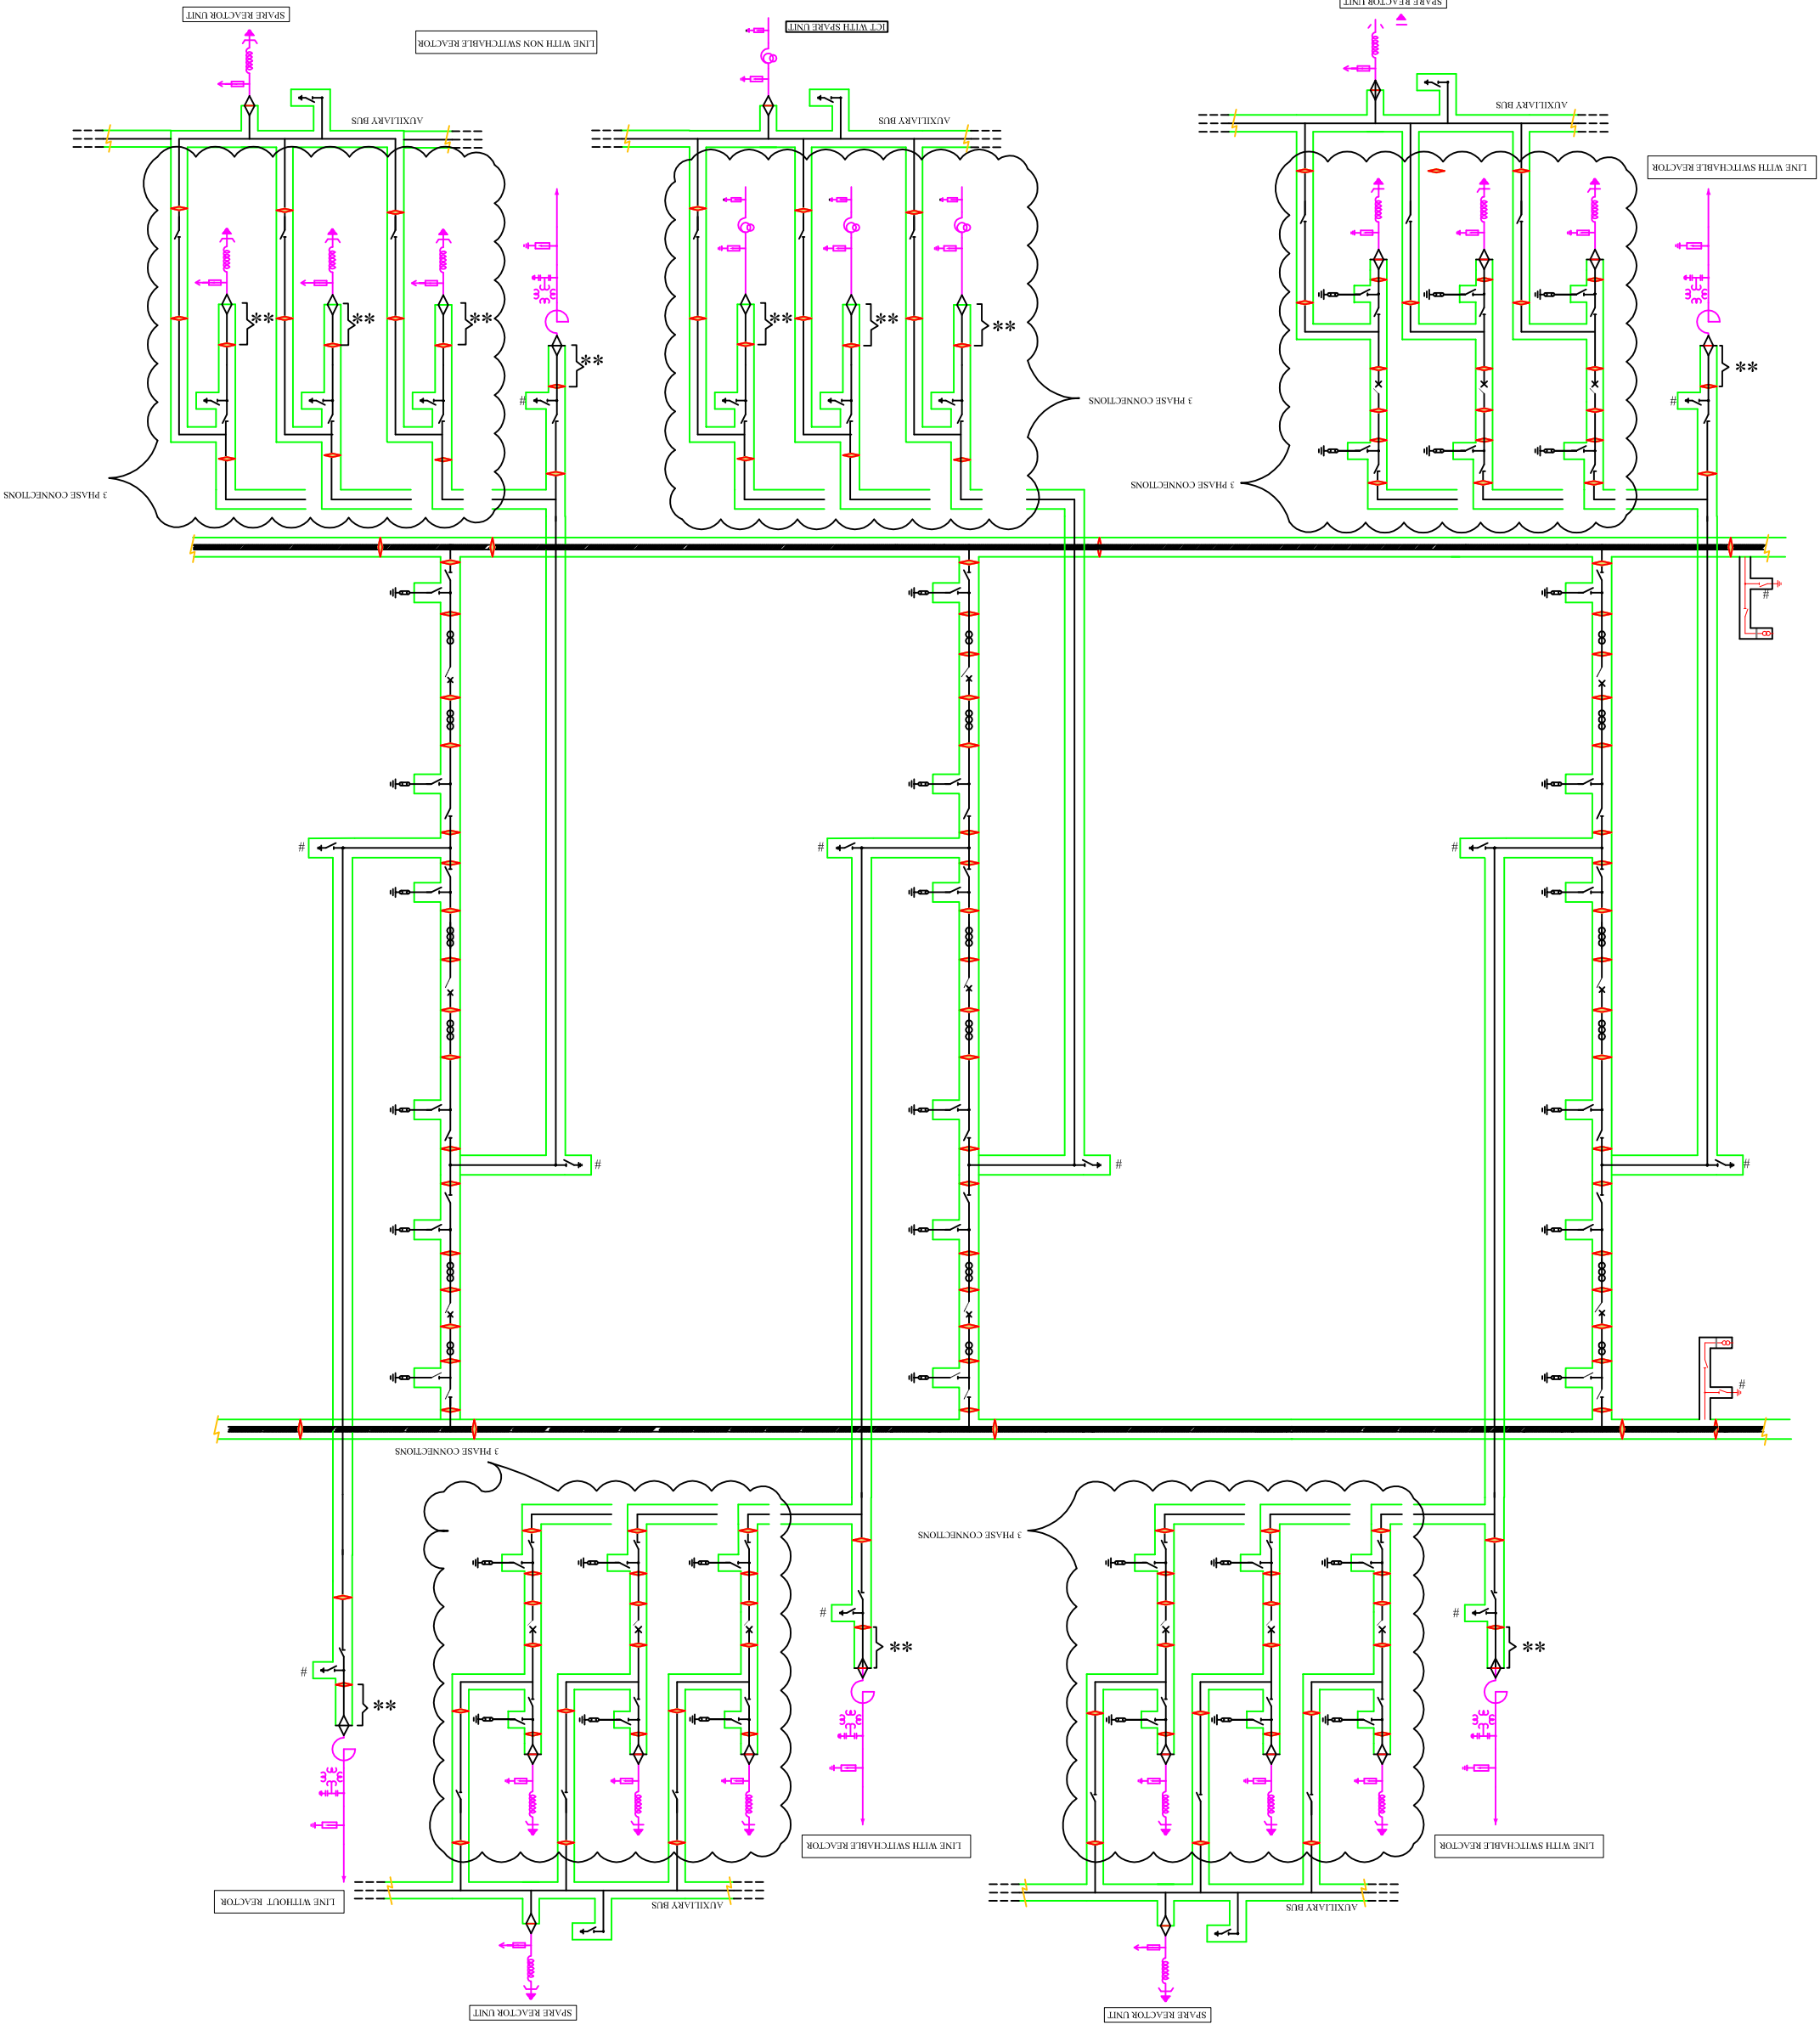 SPARE REACTOR UNIT
SPARE REACTOR UNIT
ICT WITH SPARE UNIT
LINE WITH NON SWITCHABLE REACTOR
AUXILIARY BUS
AUXILIARY BUS
AUXILIARY BUS
LINE WITH SWITCHABLE REACTOR
**
**
**
**
**
**
**
**
#
#
3 PHASE CONNECTIONS
3 PHASE CONNECTIONS
3 PHASE CONNECTIONS
#
#
#
#
#
#
#
#
3 PHASE CONNECTIONS
3 PHASE CONNECTIONS
#
#
**
**
#
**
LINE WITH SWITCHABLE REACTOR
LINE WITH SWITCHABLE REACTOR
LINE WITHOUT REACTOR
AUXILIARY BUS
AUXILIARY BUS
SPARE REACTOR UNIT
SPARE REACTOR UNIT